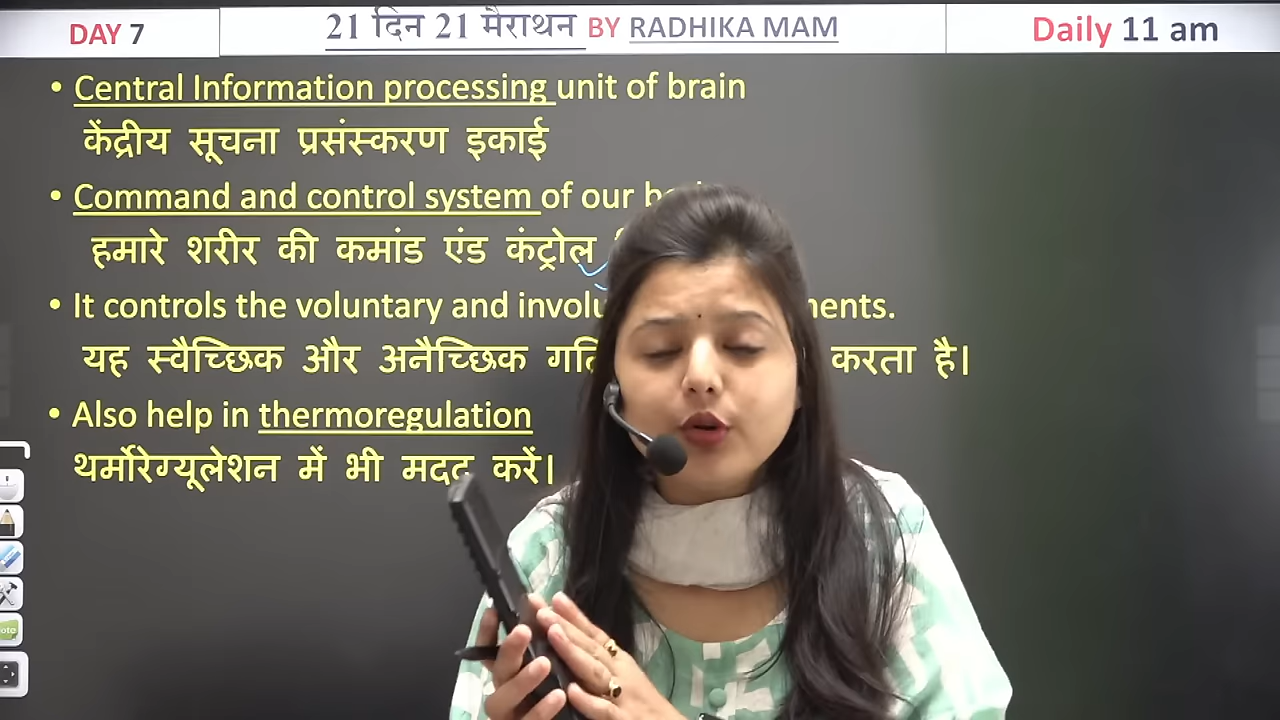 DAY 7
21 दिन 21 मैराथन BY RADHIKA MAM
Daily 11 am
• Central Information processing unit of brain
केंद्रीय सूचना प्रसंस्करण इकाई
• Command and control system of our
हमारे शरीर की कमांड एंड कंट्रोल
• It controls the voluntary and
यह स्वैच्छिक और अनैच्छिक करता है।
• Also help in thermoregulation
थर्मोरेग्यूलेशन में भी मदद करें।